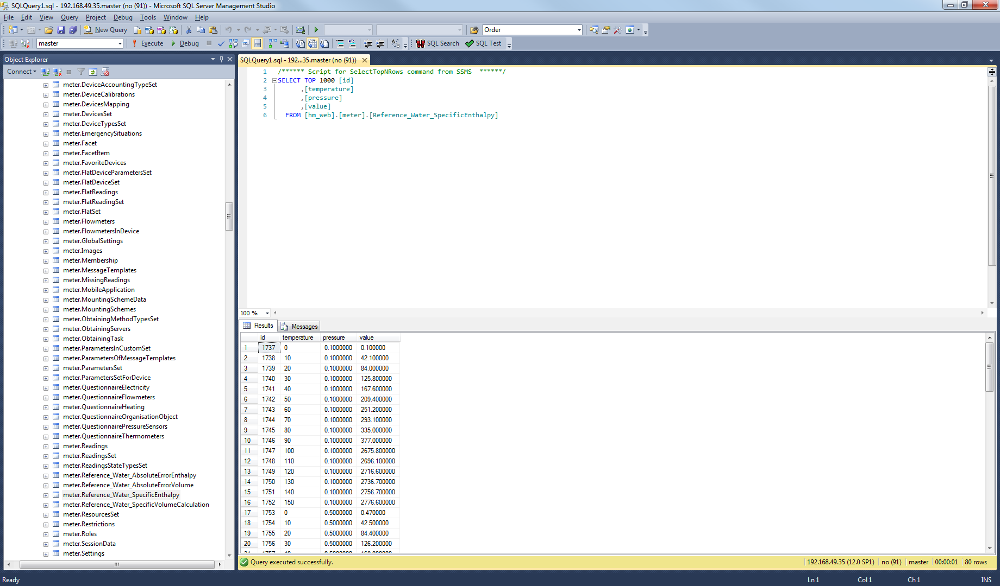 SQLQuery1.sql - 192.168.49.35.master (no (91)) - Microsoft SQL Server Management Studio
File Edit View Query Project Debug Tools Window Help
New Query Order
master Execute Debug SQL Search SQL Test
Object Explorer
Connect
meter.DeviceAccountingTypeSet
meter.DeviceCalibrations
meter.DevicesMapping
meter.DevicesSet
meter.DeviceTypesSet
meter.EmergencySituations
meter.Facet
meter.FacetItem
meter.FavoriteDevices
meter.FlatDeviceParametersSet
meter.FlatDeviceSet
meter.FlatReadings
meter.FlatReadingSet
meter.FlatSet
meter.Flowmeters
meter.FlowmetersInDevice
meter.GlobalSettings
meter.Images
meter.Membership
meter.MessageTemplates
meter.MissingReadings
meter.MobileApplication
meter.MountingSchemeData
meter.MountingSchemes
meter.ObtainingMethodTypesSet
meter.ObtainingServers
meter.ObtainingTask
meter.ParametersInCustomSet
meter.ParametersOfMessageTemplates
meter.ParametersSet
meter.ParametersSetForDevice
meter.QuestionnaireElectricity
meter.QuestionnaireFlowmeters
meter.QuestionnaireHeating
meter.QuestionnaireOrganisationObject
meter.QuestionnairePressureSensors
meter.QuestionnaireThermometers
meter.Readings
meter.ReadingsSet
meter.ReadingsStateTypesSet
meter.Reference_Water_AbsoluteErrorEnthalpy
meter.Reference_Water_AbsoluteErrorVolume
meter.Reference_Water_SpecificEnthalpy
meter.Reference_Water_SpecificVolumeCalculation
meter.ResourcesSet
meter.Restrictions
meter.Roles
meter.SessionData
meter.Settings
SQLQuery1.sql - 192...35.master (no (91))
1 /****** Script for SelectTopNRows command from SSMS ******/
2 SELECT TOP 1000 [id]
3 ,[temperature]
4 ,[pressure]
5 ,[value]
6 FROM [hm_web].[meter].[Reference_Water_SpecificEnthalpy]
100 %
Results Messages
id temperature pressure value
1 1737 0 0.1000000 0.100000
2 1738 10 0.1000000 42.100000
3 1739 20 0.1000000 84.000000
4 1740 30 0.1000000 125.800000
5 1741 40 0.1000000 167.600000
6 1742 50 0.1000000 209.400000
7 1743 60 0.1000000 251.200000
8 1744 70 0.1000000 293.100000
9 1745 80 0.1000000 335.000000
10 1746 90 0.1000000 377.000000
11 1747 100 0.1000000 2675.800000
12 1748 110 0.1000000 2696.100000
13 1749 120 0.1000000 2716.600000
14 1750 130 0.1000000 2736.700000
15 1751 140 0.1000000 2756.700000
16 1752 150 0.1000000 2776.600000
17 1753 0 0.5000000 0.470000
18 1754 10 0.5000000 42.500000
19 1755 20 0.5000000 84.400000
20 1756 30 0.5000000 126.200000
Query executed successfully. 192.168.49.35 (12.0 SP1) no (91) master 00:00:01 80 rows
Ready Ln 1 Col 1 Ch 1 INS